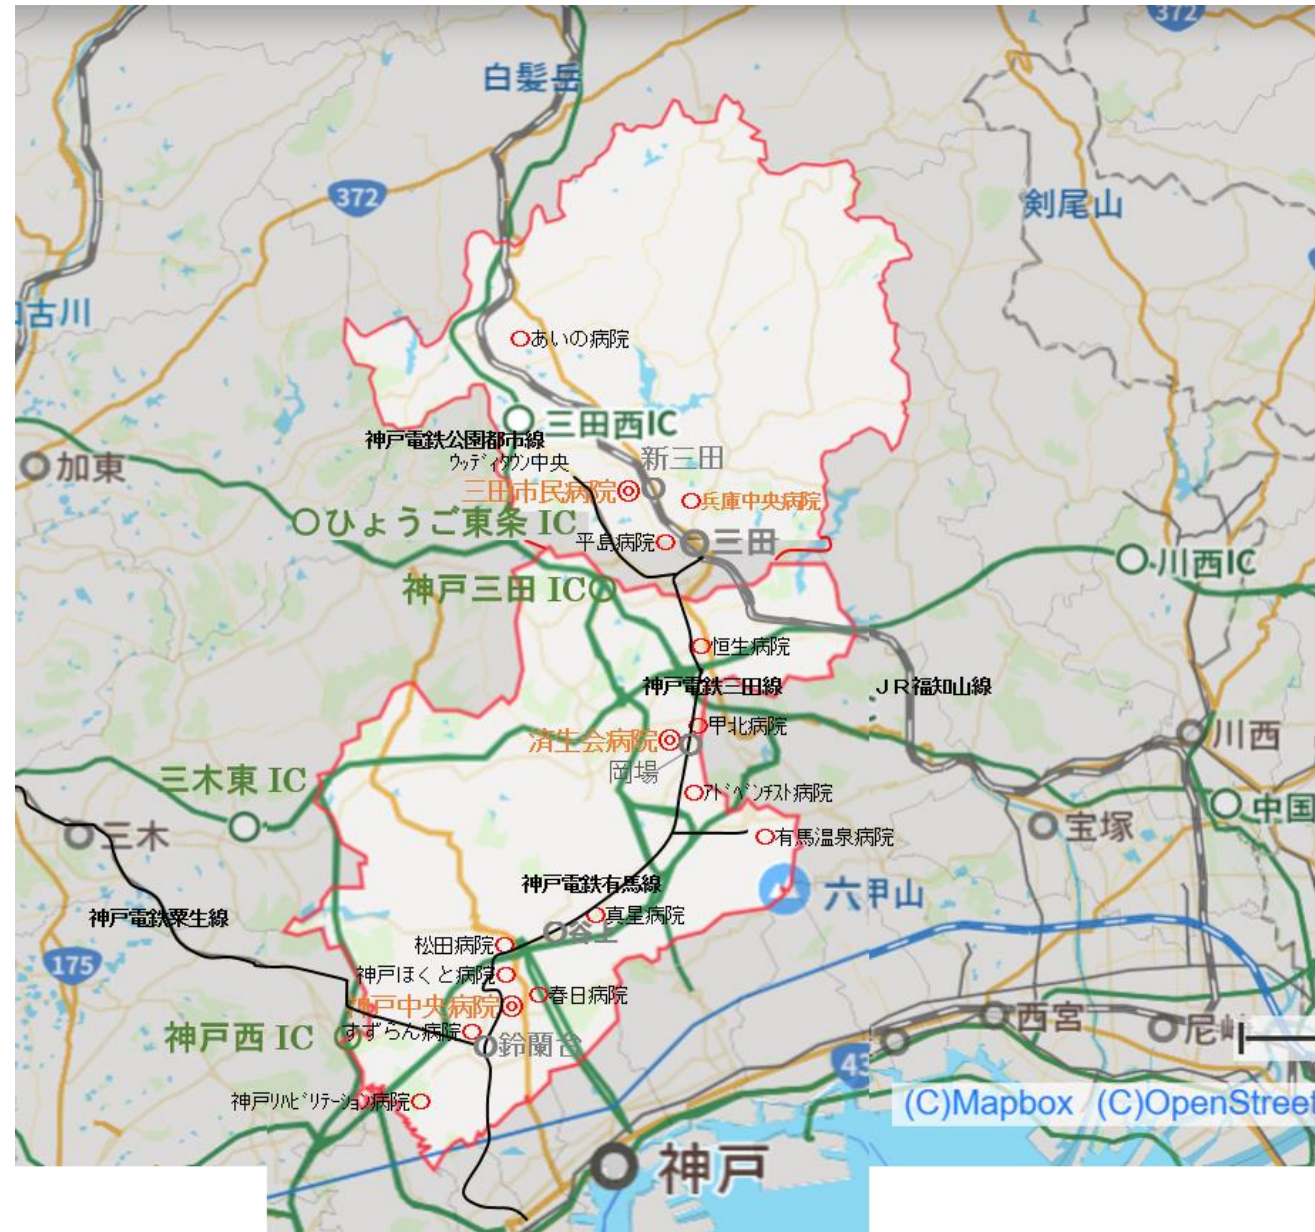 372
白髪岳
372
剣尾山
古川
あいの病院
三田西IC
神戸電鉄公園都市線
ウッディタウン中央
新三田
加東
三田市民病院
兵庫中央病院
ひょうご東条 IC
平島病院
三田
川西IC
神戸三田 IC
恒生病院
神戸電鉄三田線
JR福知山線
甲北病院
川西
済生会病院
岡場
三木東 IC
アドベンチスト病院
中国
三木
宝塚
有馬温泉病院
神戸電鉄有馬線
六甲山
神戸電鉄粟生線
真星病院
谷上
松田病院
175
神戸ほくと病院
春日病院
神戸中央病院
西宮
神戸西 IC
すずらん病院
鈴蘭台
尼崎
43
神戸リハビリテーション病院
(C)Mapbox (C)OpenStreet
神戸